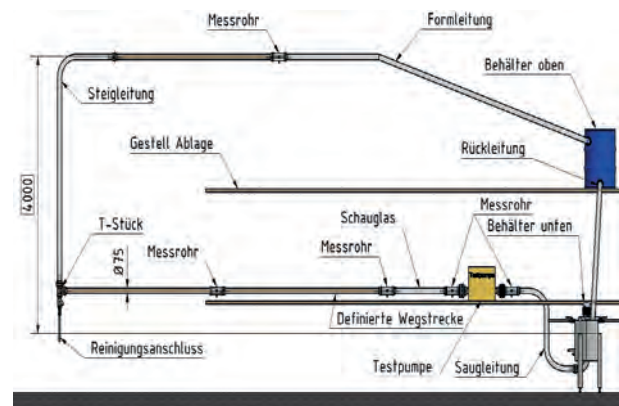 Messrohr
Formleitung
Behälter oben
Steigleitung
Gestell Ablage
Rückleitung
4000
T-Stück
Schauglas
Messrohr
Behälter unten
Messrohr
Ø75
Messrohr
Testpumpe
Definierte Wegstrecke
Reinigungsanschluss
Testpumpe
Saugleitung